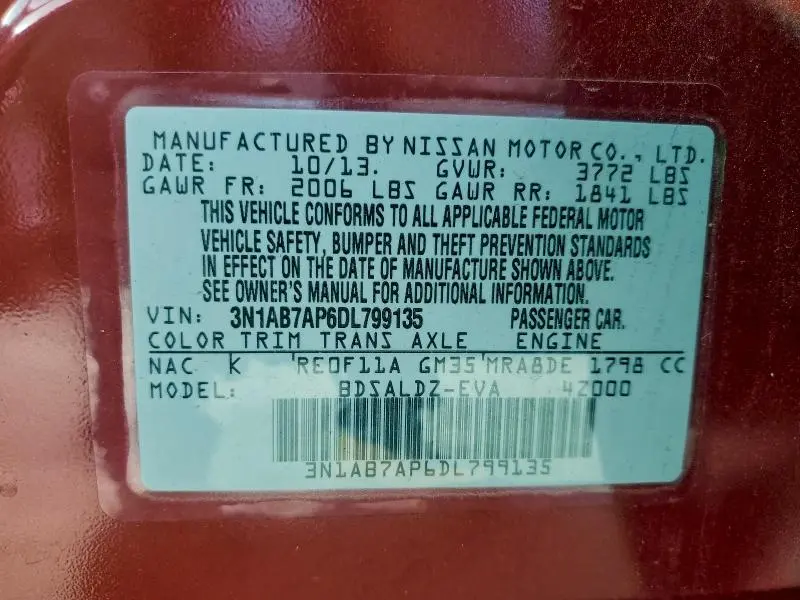 MANUFACTURED BY NISSAN MOTOR CO., LTD.
DATE: 10/13. GVWR: 3772 LBS
GAWR FR: 2006 LBS GAWR RR: 1841 LBS
THIS VEHICLE CONFORMS TO ALL APPLICABLE FEDERAL MOTOR
VEHICLE SAFETY, BUMPER AND THEFT PREVENTION STANDARDS
IN EFFECT ON THE DATE OF MANUFACTURE SHOWN ABOVE.
SEE OWNER'S MANUAL FOR ADDITIONAL INFORMATION.
VIN: 3N1AB7AP6DL799135 PASSENGER CAR.
COLOR TRIM TRANS AXLE ENGINE
NAC K 'RE0F11A GM35'MRA8DE 1798 CC
MODEL: BDSALDZ-EVA 4Z000
3N1AB7AP6DL799135